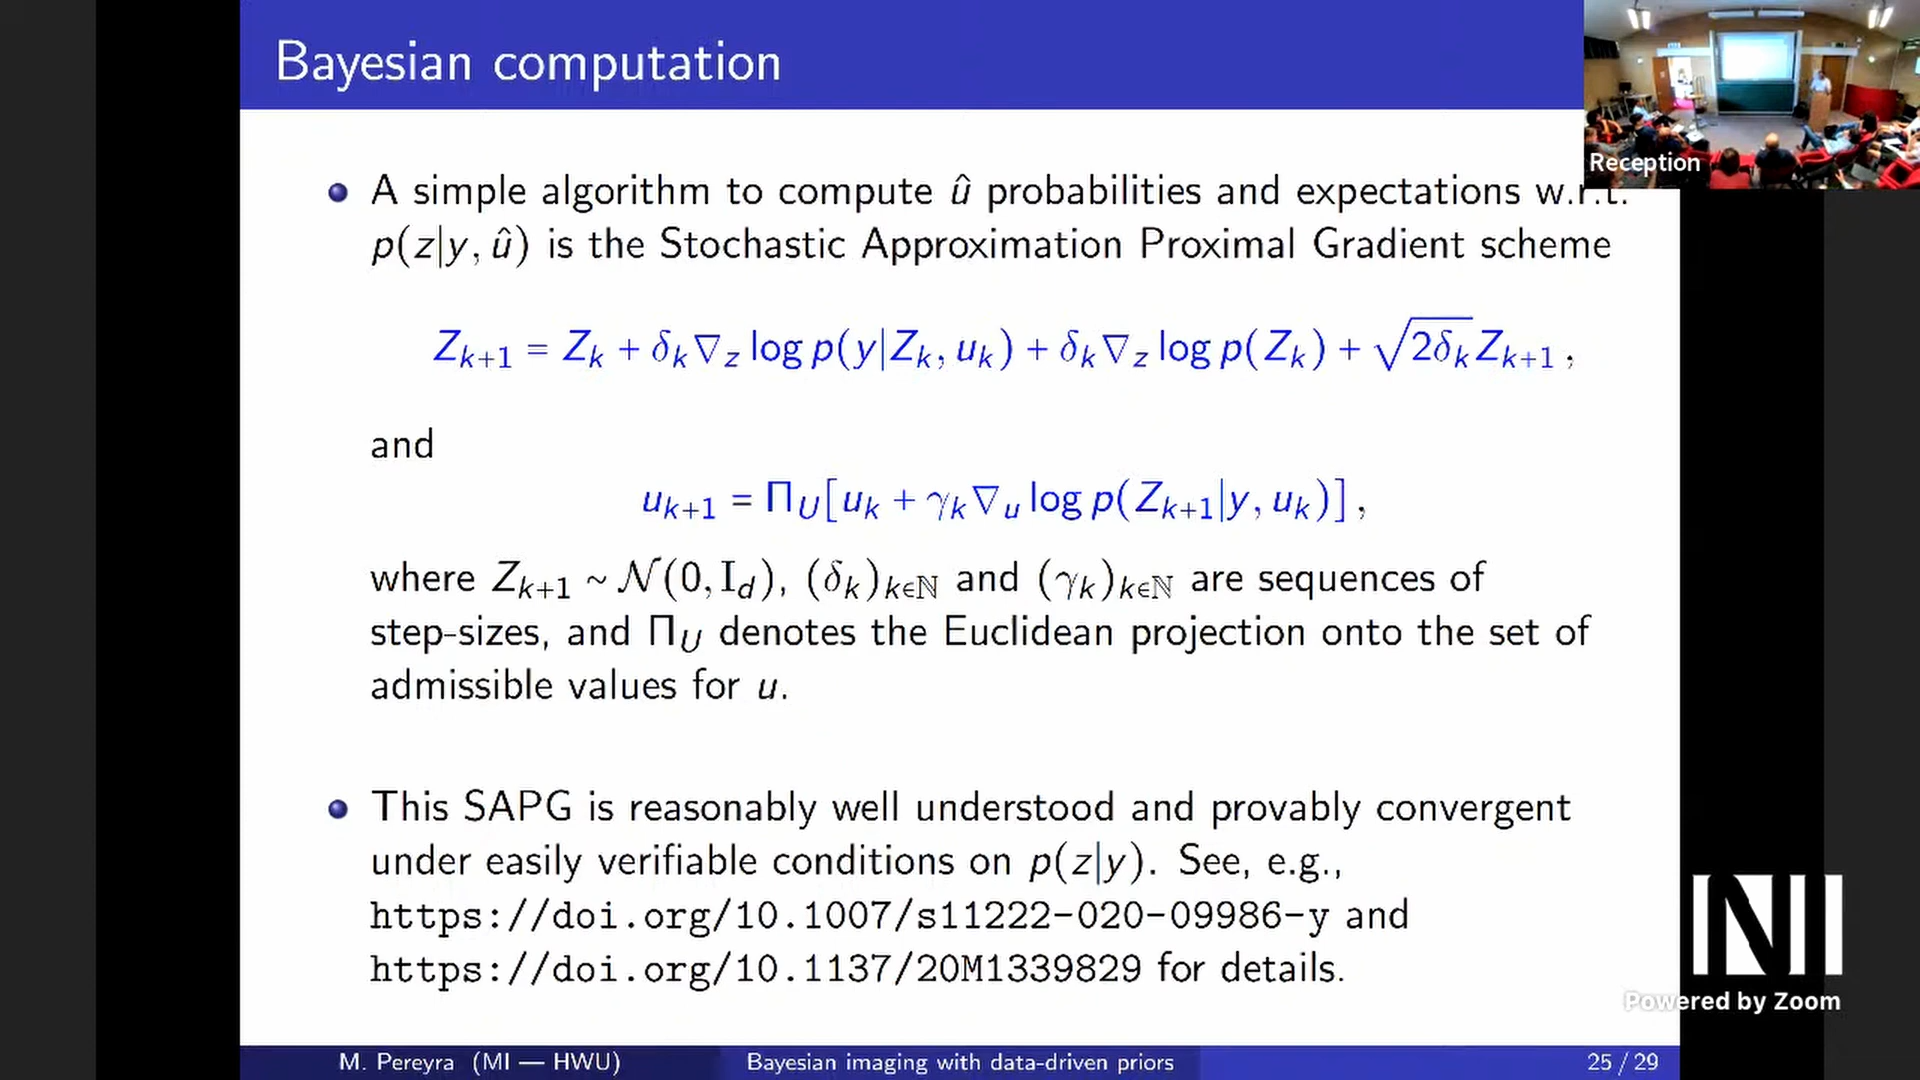 Bayesian computation
Reception
A simple algorithm to compute û probabilities and expectations w.r.t.
p(z|y, û) is the Stochastic Approximation Proximal Gradient scheme
Z_{k+1} = Z_k + δ_k∇_z log p(y|Z_k, u_k) + δ_k∇_z log p(Z_k) + √(2δ_k) Z_{k+1} ,
and
u_{k+1} = Π_U[u_k + γ_k∇_u log p(Z_{k+1}|y, u_k)] ,
where Z_{k+1} ~ 𝒩(0, I_d), (δ_k)_{k∈ℕ} and (γ_k)_{k∈ℕ} are sequences of
step-sizes, and Π_U denotes the Euclidean projection onto the set of
admissible values for u.
This SAPG is reasonably well understood and provably convergent
under easily verifiable conditions on p(z|y). See, e.g.,
https://doi.org/10.1007/s11222-020-09986-y and
https://doi.org/10.1137/20M1339829 for details.
NI
Powered by Zoom
M. Pereyra (MI — HWU)
Bayesian imaging with data-driven priors
25 / 29